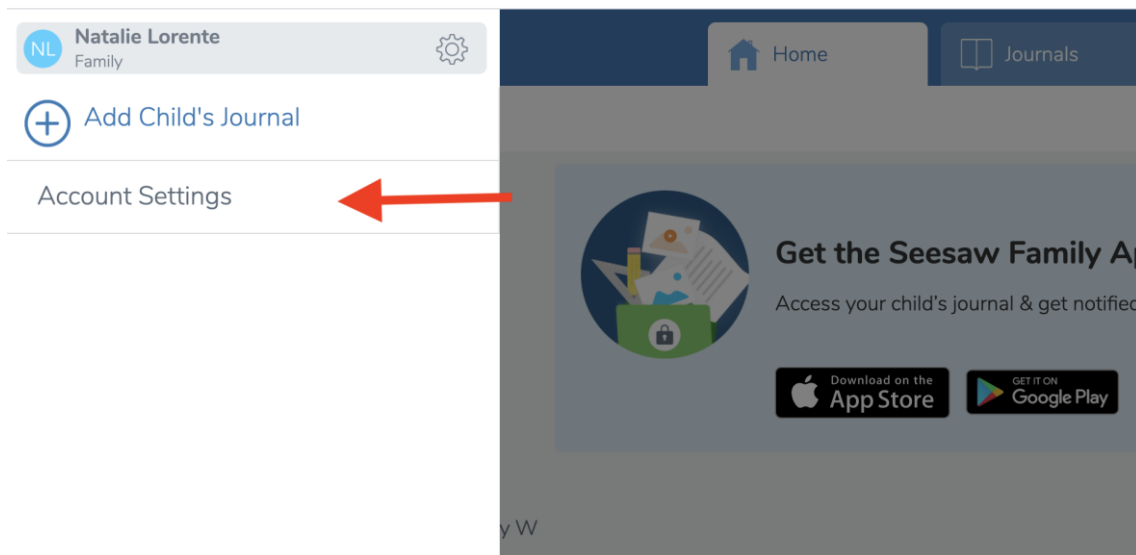 NL
Natalie Lorente
Family
Add Child's Journal
Account Settings
Home
Journals
Get the Seesaw Family
Access your child's journal & get notified
Download on the
App Store
GET IT ON
Google Play
W